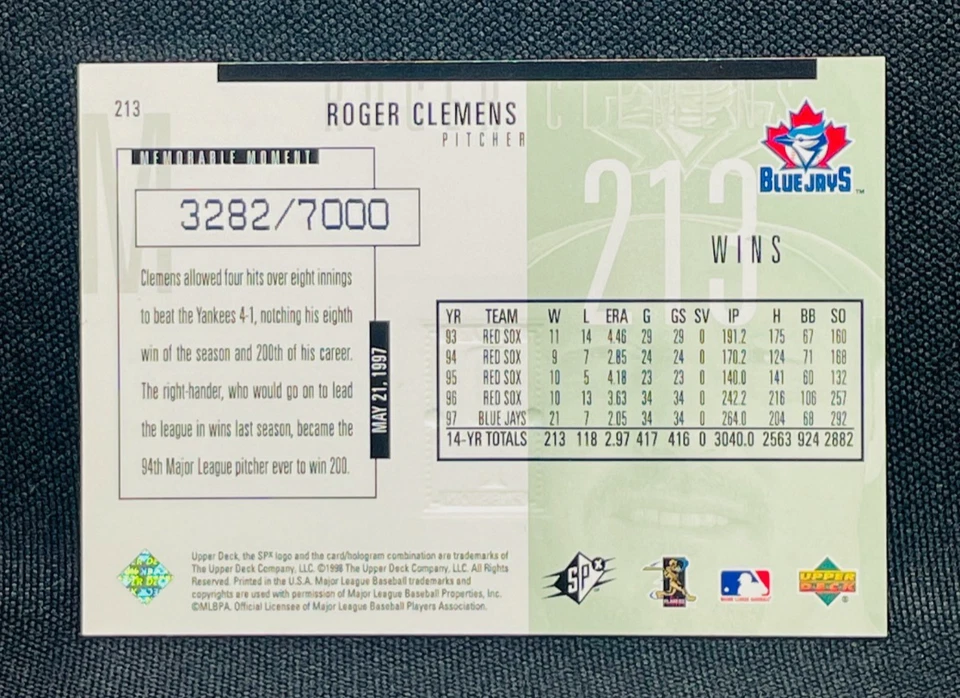 213
ROGER CLEMENS
PITCHER
BLUE JAYS ™
MEMORABLE MOMENT
3282/7000
Clemens allowed four hits over eight innings
to beat the Yankees 4-1, notching his eighth
win of the season and 200th of his career.
The right-hander, who would go on to lead
the league in wins last season, became the
94th Major League pitcher ever to win 200.
MAY 21, 1997
213
WINS
YR TEAM W L ERA G GS SV IP H BB SO
93 RED SOX 11 14 4.46 29 29 0 191.2 175 67 160
94 RED SOX 9 7 2.85 24 24 0 170.2 124 71 168
95 RED SOX 10 5 4.18 23 23 0 140.0 141 60 132
96 RED SOX 10 13 3.63 34 34 0 242.2 216 106 257
97 BLUE JAYS 21 7 2.05 34 34 0 264.0 204 68 292
14-YR TOTALS 213 118 2.97 417 416 0 3040.0 2563 924 2882
Upper Deck, the SPx logo and the card/hologram combination are trademarks of
The Upper Deck Company, LLC. ©1998 The Upper Deck Company, LLC. All Rights
Reserved. Printed in the U.S.A. Major League Baseball trademarks and
copyrights are used with permission of Major League Baseball Properties, Inc.
©MLBPA. Official Licensee of Major League Baseball Players Association.
SPx
UPPER
DECK